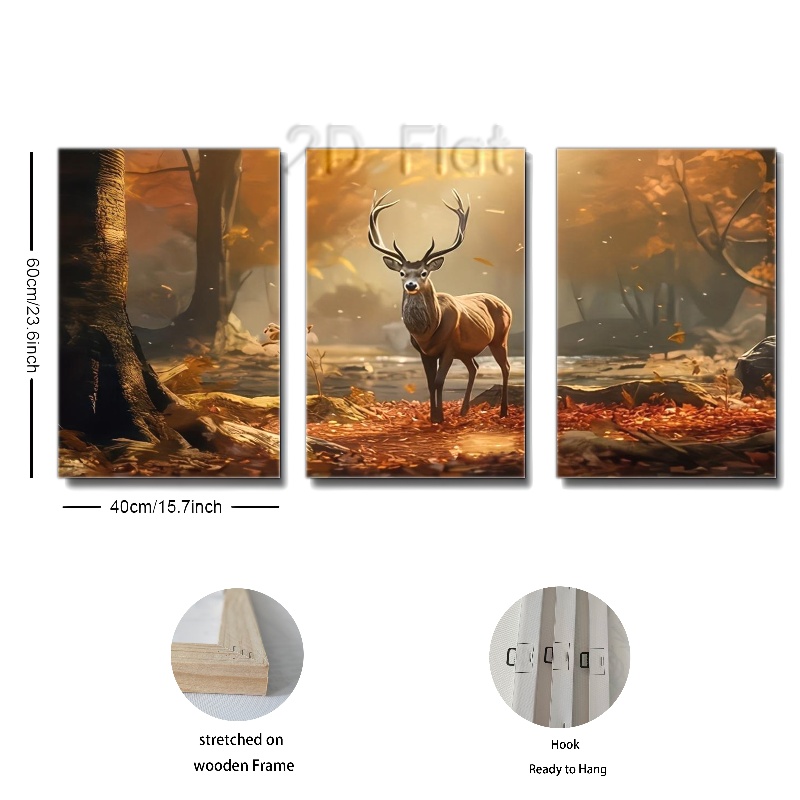 2D Flat
60cm/23.6inch
40cm/15.7inch
stretched on
wooden Frame
Hook
Ready to Hang